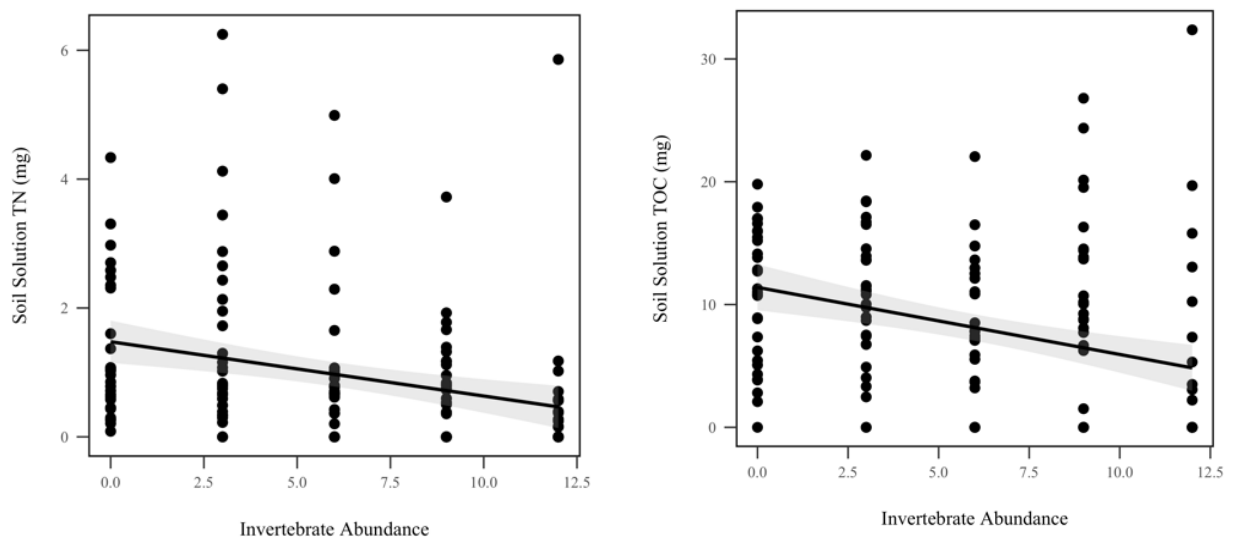 Soil Solution TN (mg)
6
4
2
0
0.0 2.5 5.0 7.5 10.0 12.5
Invertebrate Abundance
Soil Solution TOC (mg)
30
20
10
0
0.0 2.5 5.0 7.5 10.0 12.5
Invertebrate Abundance